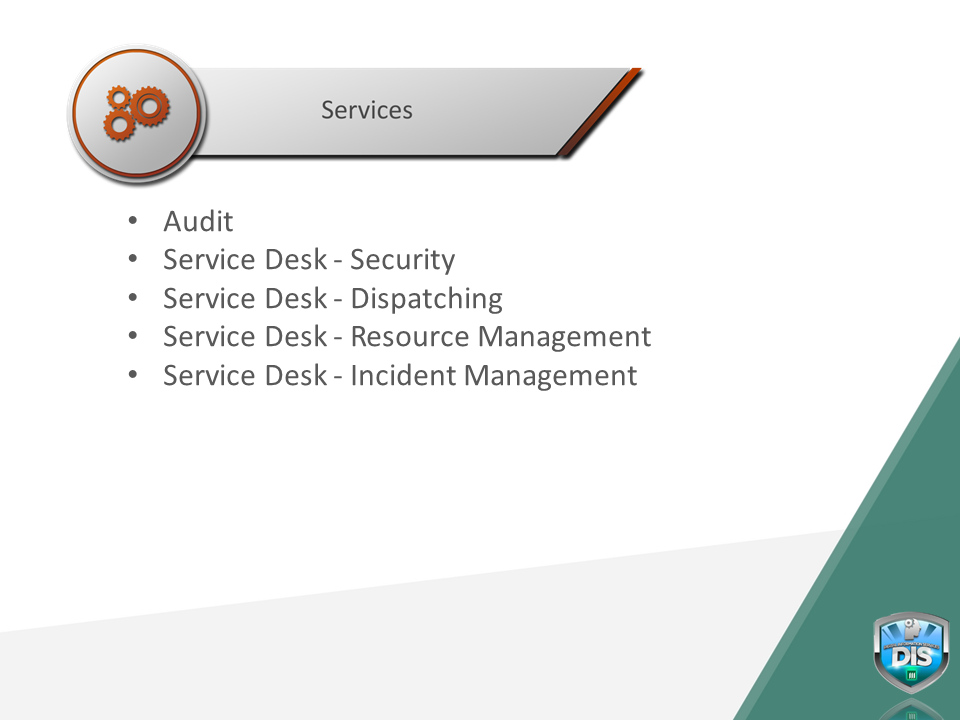 Services
• Audit
• Service Desk - Security
• Service Desk - Dispatching
• Service Desk - Resource Management
• Service Desk - Incident Management
DIS